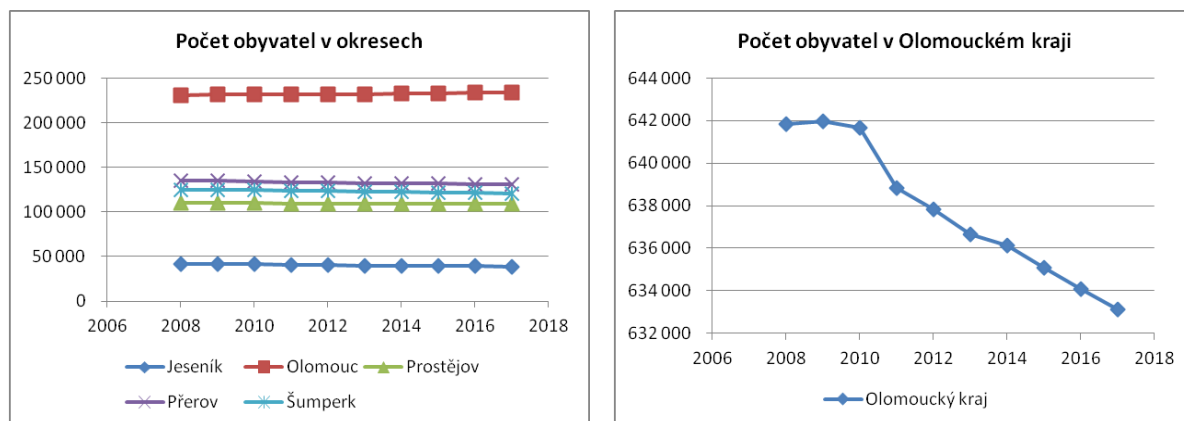 Počet obyvatel v okresech
250 000
200 000
150 000
100 000
50 000
0
2006 2008 2010 2012 2014 2016 2018
Jeseník Olomouc Prostějov
Přerov Šumperk
Počet obyvatel v Olomouckém kraji
644 000
642 000
640 000
638 000
636 000
634 000
632 000
2006 2008 2010 2012 2014 2016 2018
Olomoucký kraj